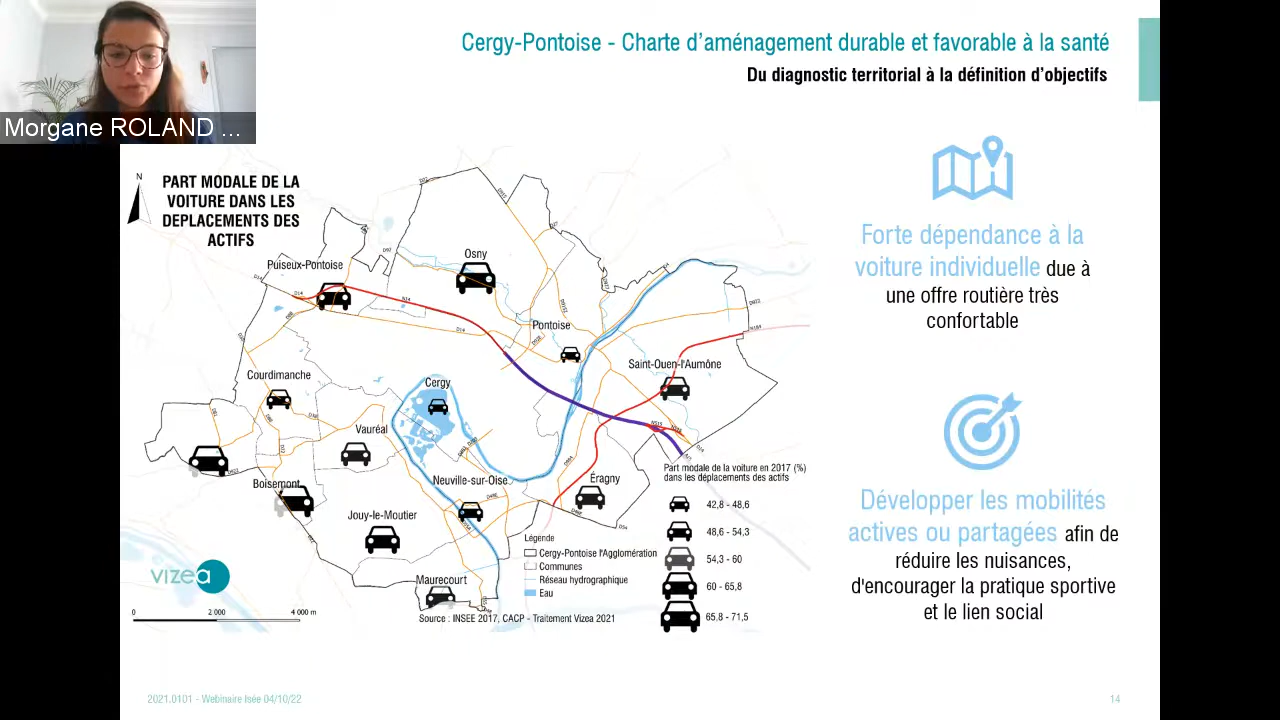 Morgane ROLAND ...
Cergy-Pontoise - Charte d'aménagement durable et favorable à la santé
Du diagnostic territorial à la définition d'objectifs
N
PART MODALE DE LA
VOITURE DANS LES
DEPLACEMENTS DES
ACTIFS
Puiseux-Pontoise
Osny
Pontoise
Saint-Ouen-l'Aumône
Courdimanche
Cergy
Vauréal
Boisemont
Neuville-sur-Oise
Jouy-le-Moutier
Éragny
Maurecourt
D14
D14
N14
D14
D922
N184
Part modale de la voiture en 2017 (%)
dans les déplacements des actifs
42,8 - 48,6
48,6 - 54,3
54,3 - 60
60 - 65,8
65,8 - 71,5
Légende
Cergy-Pontoise l'Agglomération
Communes
Réseau hydrographique
Eau
Source : INSEE 2017, CACP - Traitement Vizea 2021
vizea
0 2 000 4 000 m
Forte dépendance à la
voiture individuelle due à
une offre routière très
confortable
Développer les mobilités
actives ou partagées afin de
réduire les nuisances,
d'encourager la pratique sportive
et le lien social
2021.0101 - Webinaire Isée 04/10/22
14